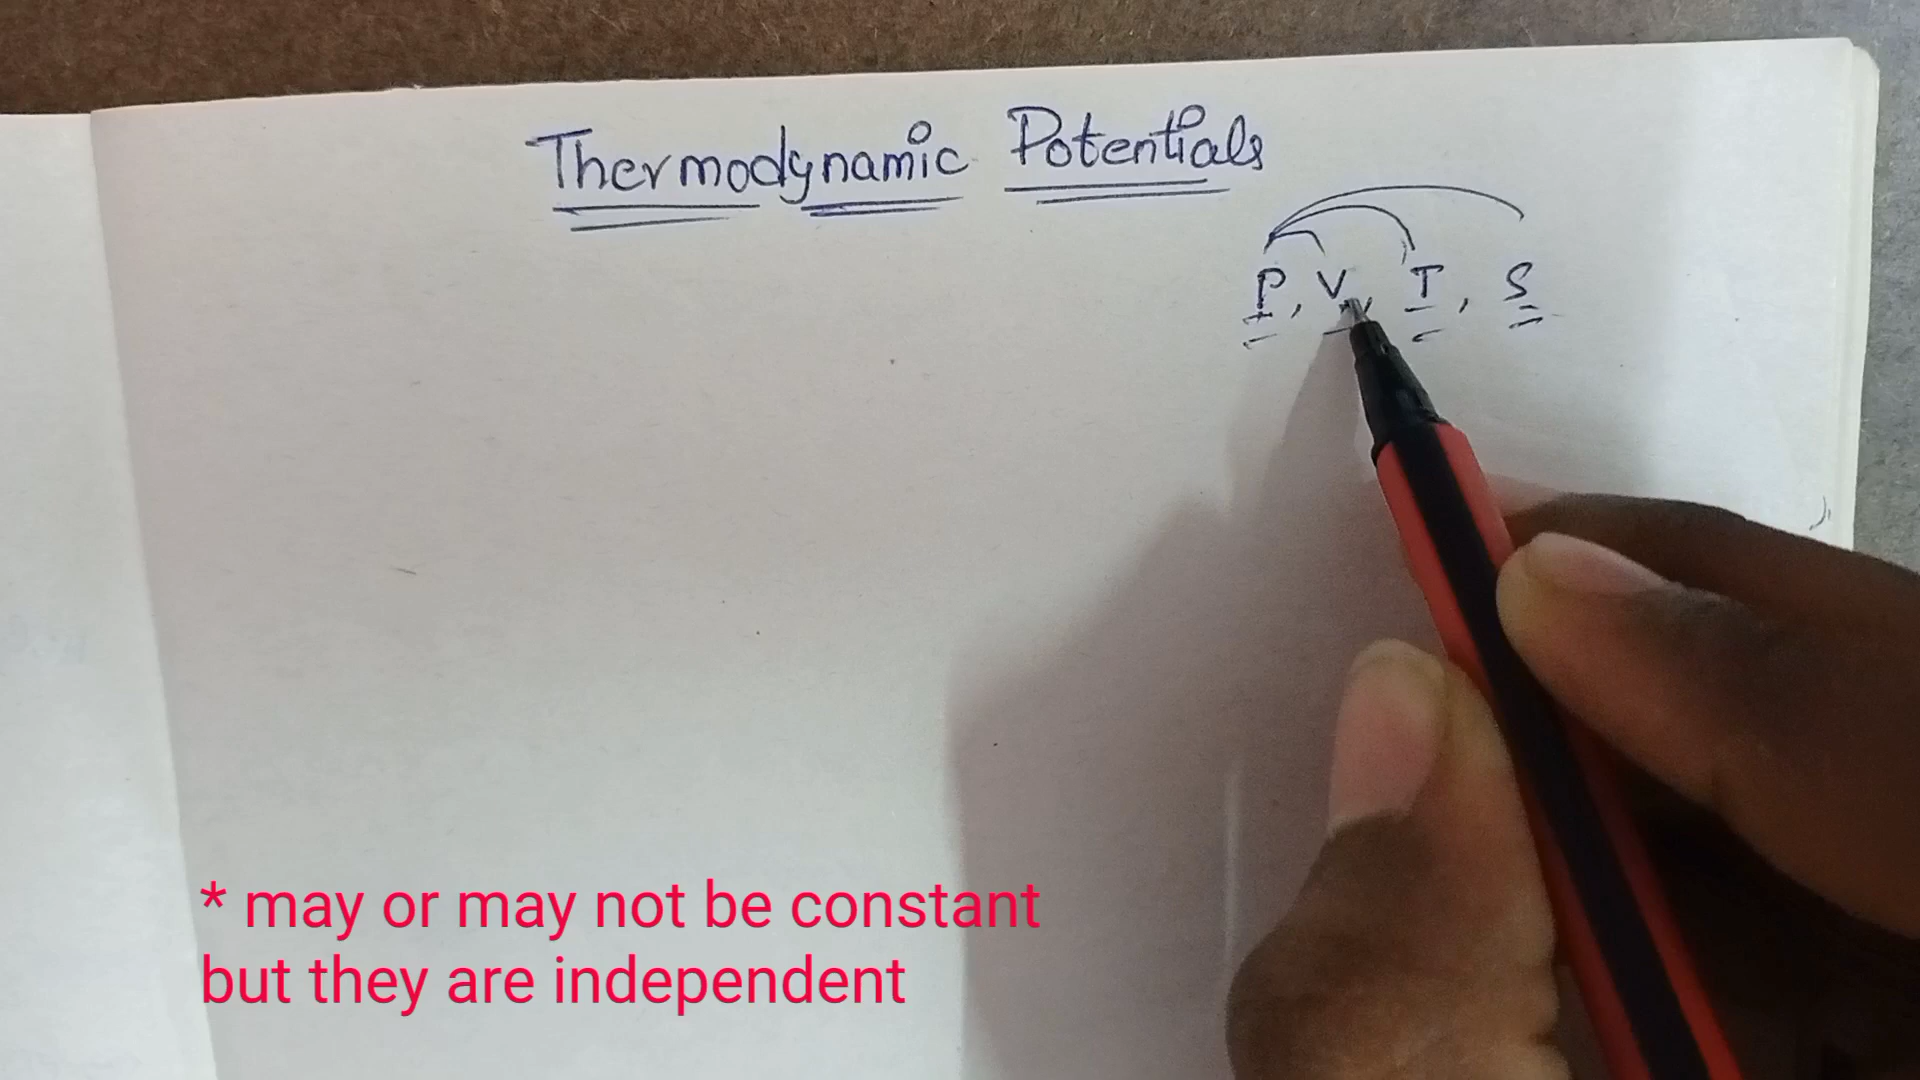 Thermodynamic Potentials
P, V, T, S
* may or may not be constant
but they are independent